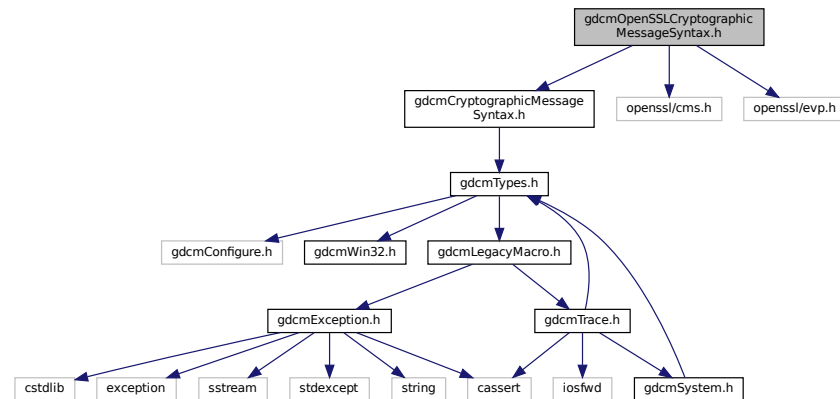 gdcmOpenSSLCryptographic
MessageSyntax.h
gdcmCryptographicMessage
Syntax.h
openssl/cms.h
openssl/evp.h
gdcmTypes.h
gdcmConfigure.h
gdcmWin32.h
gdcmLegacyMacro.h
gdcmException.h
gdcmTrace.h
cstdlib
exception
sstream
stdexcept
string
cassert
iosfwd
gdcmSystem.h